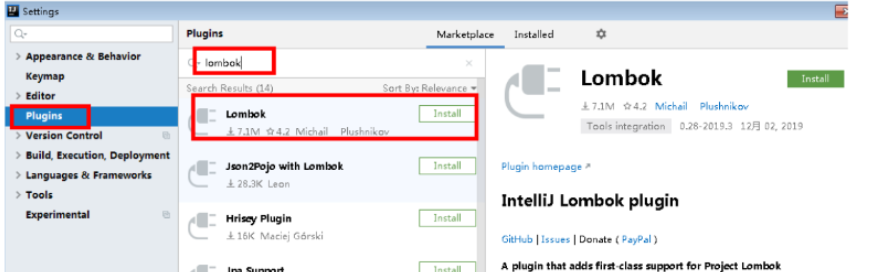 Settings
Plugins
Marketplace
Installed
Appearance & Behavior
Keymap
Editor
Plugins
Version Control
Build, Execution, Deployment
Languages & Frameworks
Tools
Experimental
lombok
Search Results (14)
Sort By: Relevance
Lombok
7.1M 4.2 Michail Plushnikov
Install
Json2Pojo with Lombok
28.3K Leon
Install
Hrisey Plugin
16K Maciej Górski
Install
Jpa Support
Install
Lombok
Install
7.1M 4.2 Michail Plushnikov
Tools integration 0.28-2019.3 12月 02, 2019
Plugin homepage
IntelliJ Lombok plugin
GitHub | Issues | Donate ( PayPal )
A plugin that adds first-class support for Project Lombok